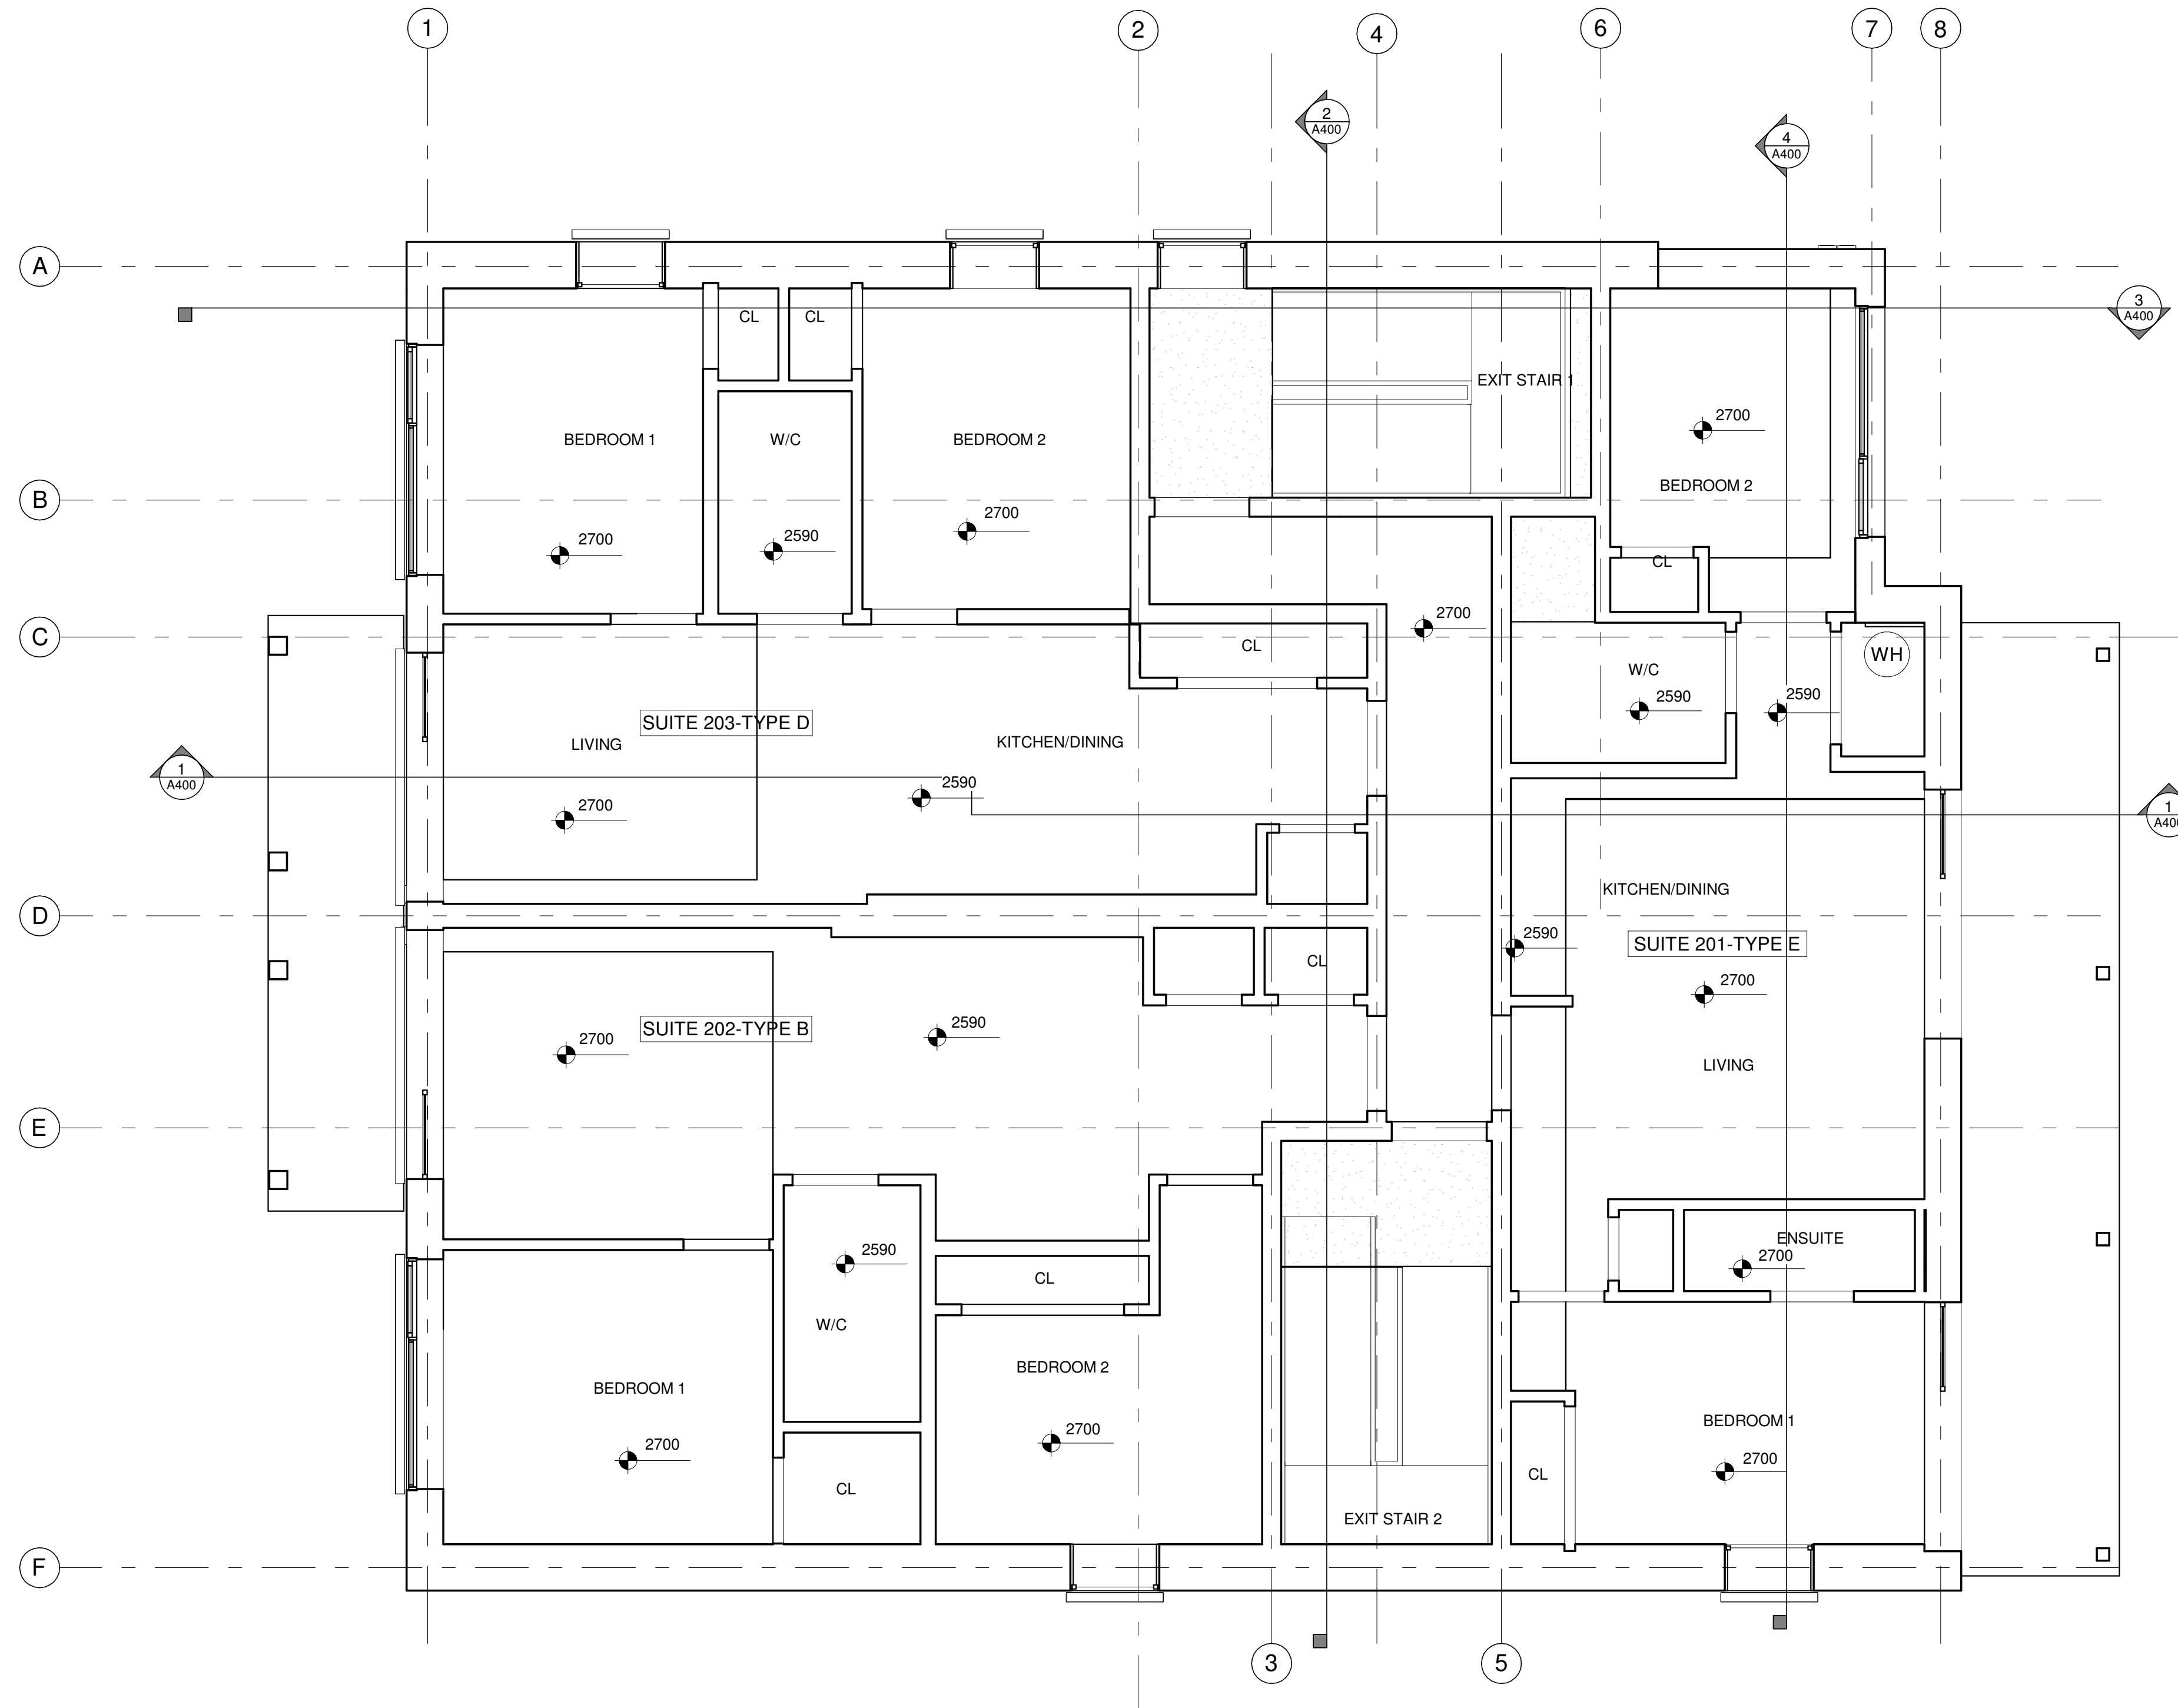 1
2
4
6
7
8
2
A400
4
A400
A
3
A400
CL
CL
EXIT STAIR 1
2700
BEDROOM 1
W/C
BEDROOM 2
BEDROOM 2
B
2700
2590
2700
CL
2700
C
CL
WH
W/C
2590
2590
SUITE 203-TYPE D
LIVING
KITCHEN/DINING
1
A400
2590
2700
1
A400
KITCHEN/DINING
D
2590
SUITE 201-TYPE E
CL
2700
SUITE 202-TYPE B
2700
2590
LIVING
E
ENSUITE
2700
2590
CL
W/C
BEDROOM 2
BEDROOM 1
BEDROOM 1
2700
2700
2700
CL
CL
EXIT STAIR 2
F
3
5